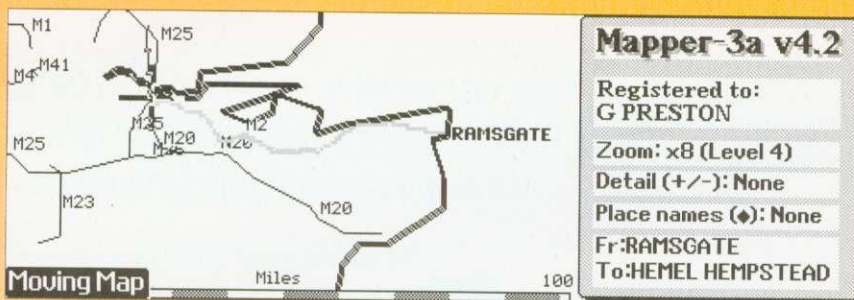 M1
M25
M41
M4
M25
M2
M20
M26
M20
RAMSGATE
M25
M23
M20
Moving Map
Miles
100
Mapper-3a v4.2
Registered to:
G PRESTON
Zoom: x8 (Level 4)
Detail (+/-): None
Place names (♦): None
Fr:RAMSGATE
To:HEMEL HEMPSTEAD